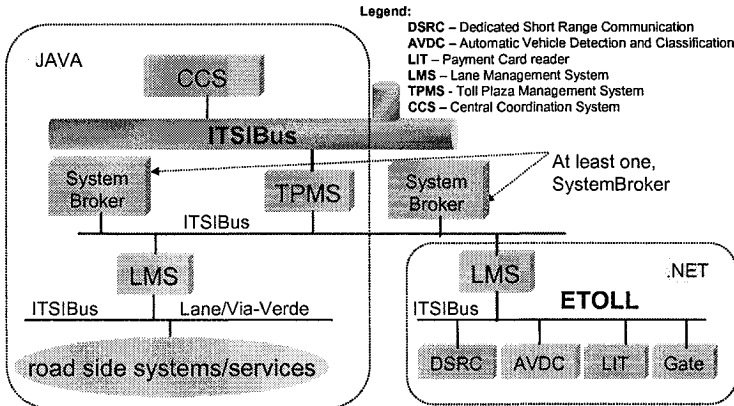 Legend:
DSRC – Dedicated Short Range Communication
AVDC – Automatic Vehicle Detection and Classification
LIT – Payment Card reader
LMS – Lane Management System
TPMS - Toll Plaza Management System
CCS – Central Coordination System
JAVA
CCS
ITSIBus
System
Broker
TPMS
System
Broker
At least one,
SystemBroker
ITSIBus
LMS
LMS
.NET
ITSIBus
Lane/Via-Verde
ITSIBus
ETOLL
road side systems/services
DSRC
AVDC
LIT
Gate